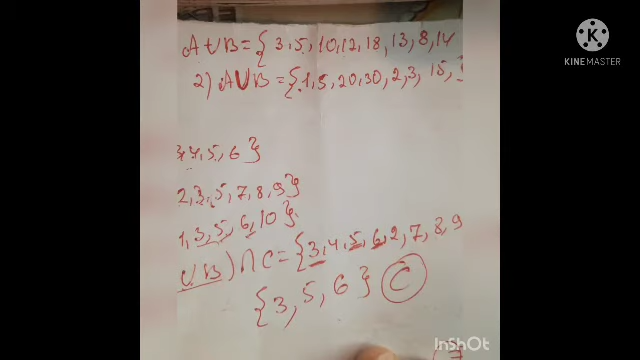 A ∪ B = { 3, 5, 10, 12, 18, 13, 8, 14
2) A ∪ B = { 1, 5, 20, 30, 2, 3, 15, }
KINEMASTER
3, 4, 5, 6 }
2, 3, 5, 7, 8, 9 }
1, 3, 5, 6, 10 }.
∪ B ) ∩ C = { 3, 4, 5, 6, 2, 7, 8, 9
{ 3, 5, 6 } C
InShOt